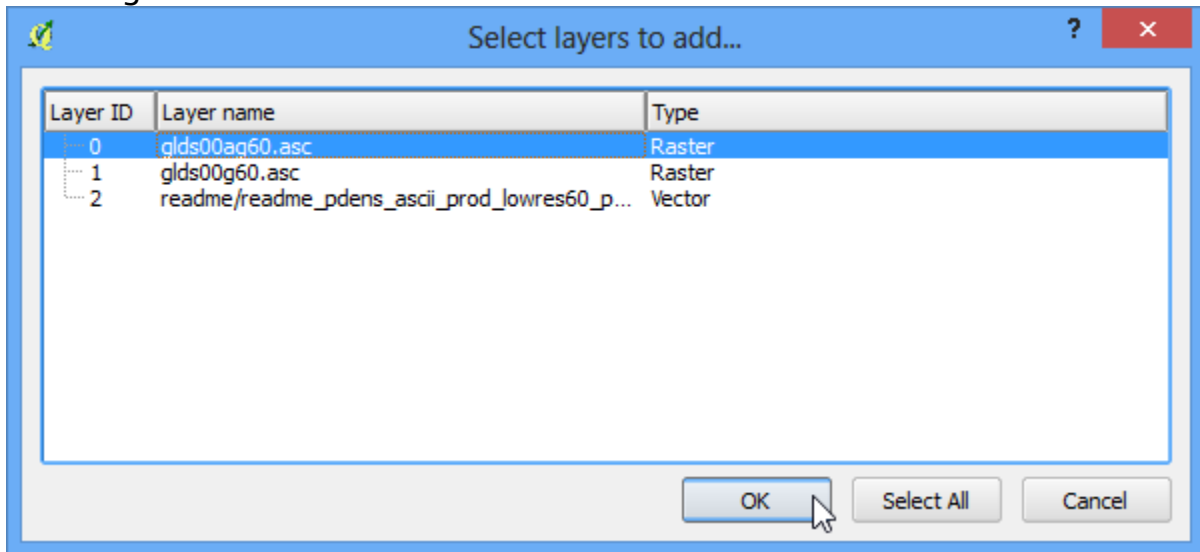 Select layers to add...
?
Layer ID Layer name Type
0 glds00ag60.asc Raster
1 glds00g60.asc Raster
2 readme/readme_pdens_ascii_prod_lowres60_p... Vector
OK Select All Cancel